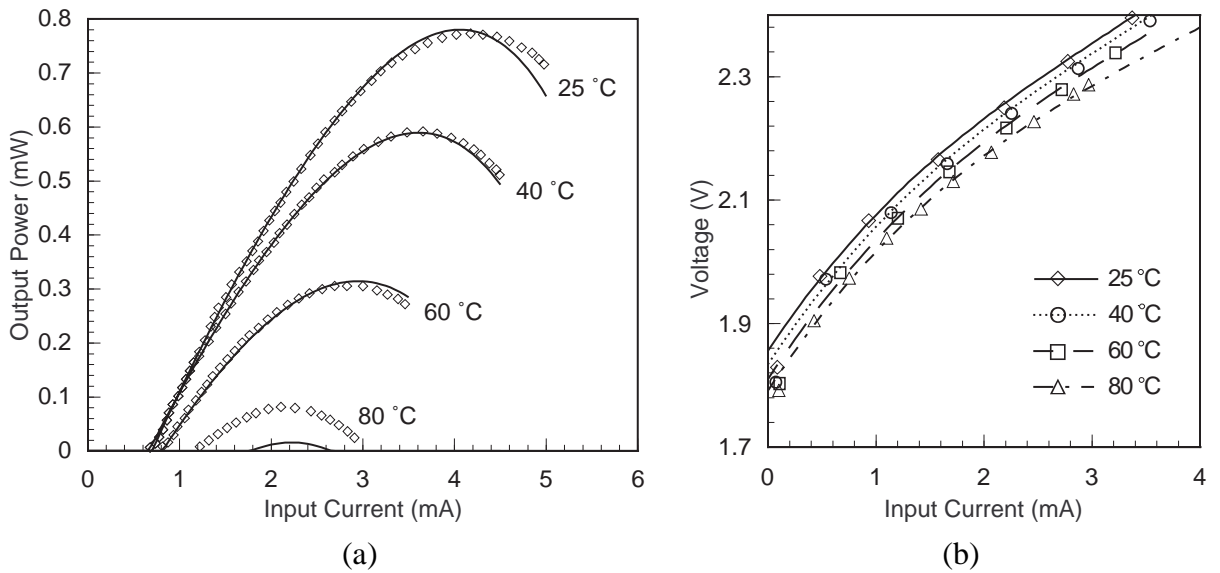 0.8
0.7
0.6
0.5
0.4
0.3
0.2
0.1
0
Output Power (mW)
25 °C
40 °C
60 °C
80 °C
0 1 2 3 4 5 6
Input Current (mA)
(a)
2.3
2.1
1.9
1.7
Voltage (V)
25 °C
40 °C
60 °C
80 °C
0 1 2 3 4
Input Current (mA)
(b)